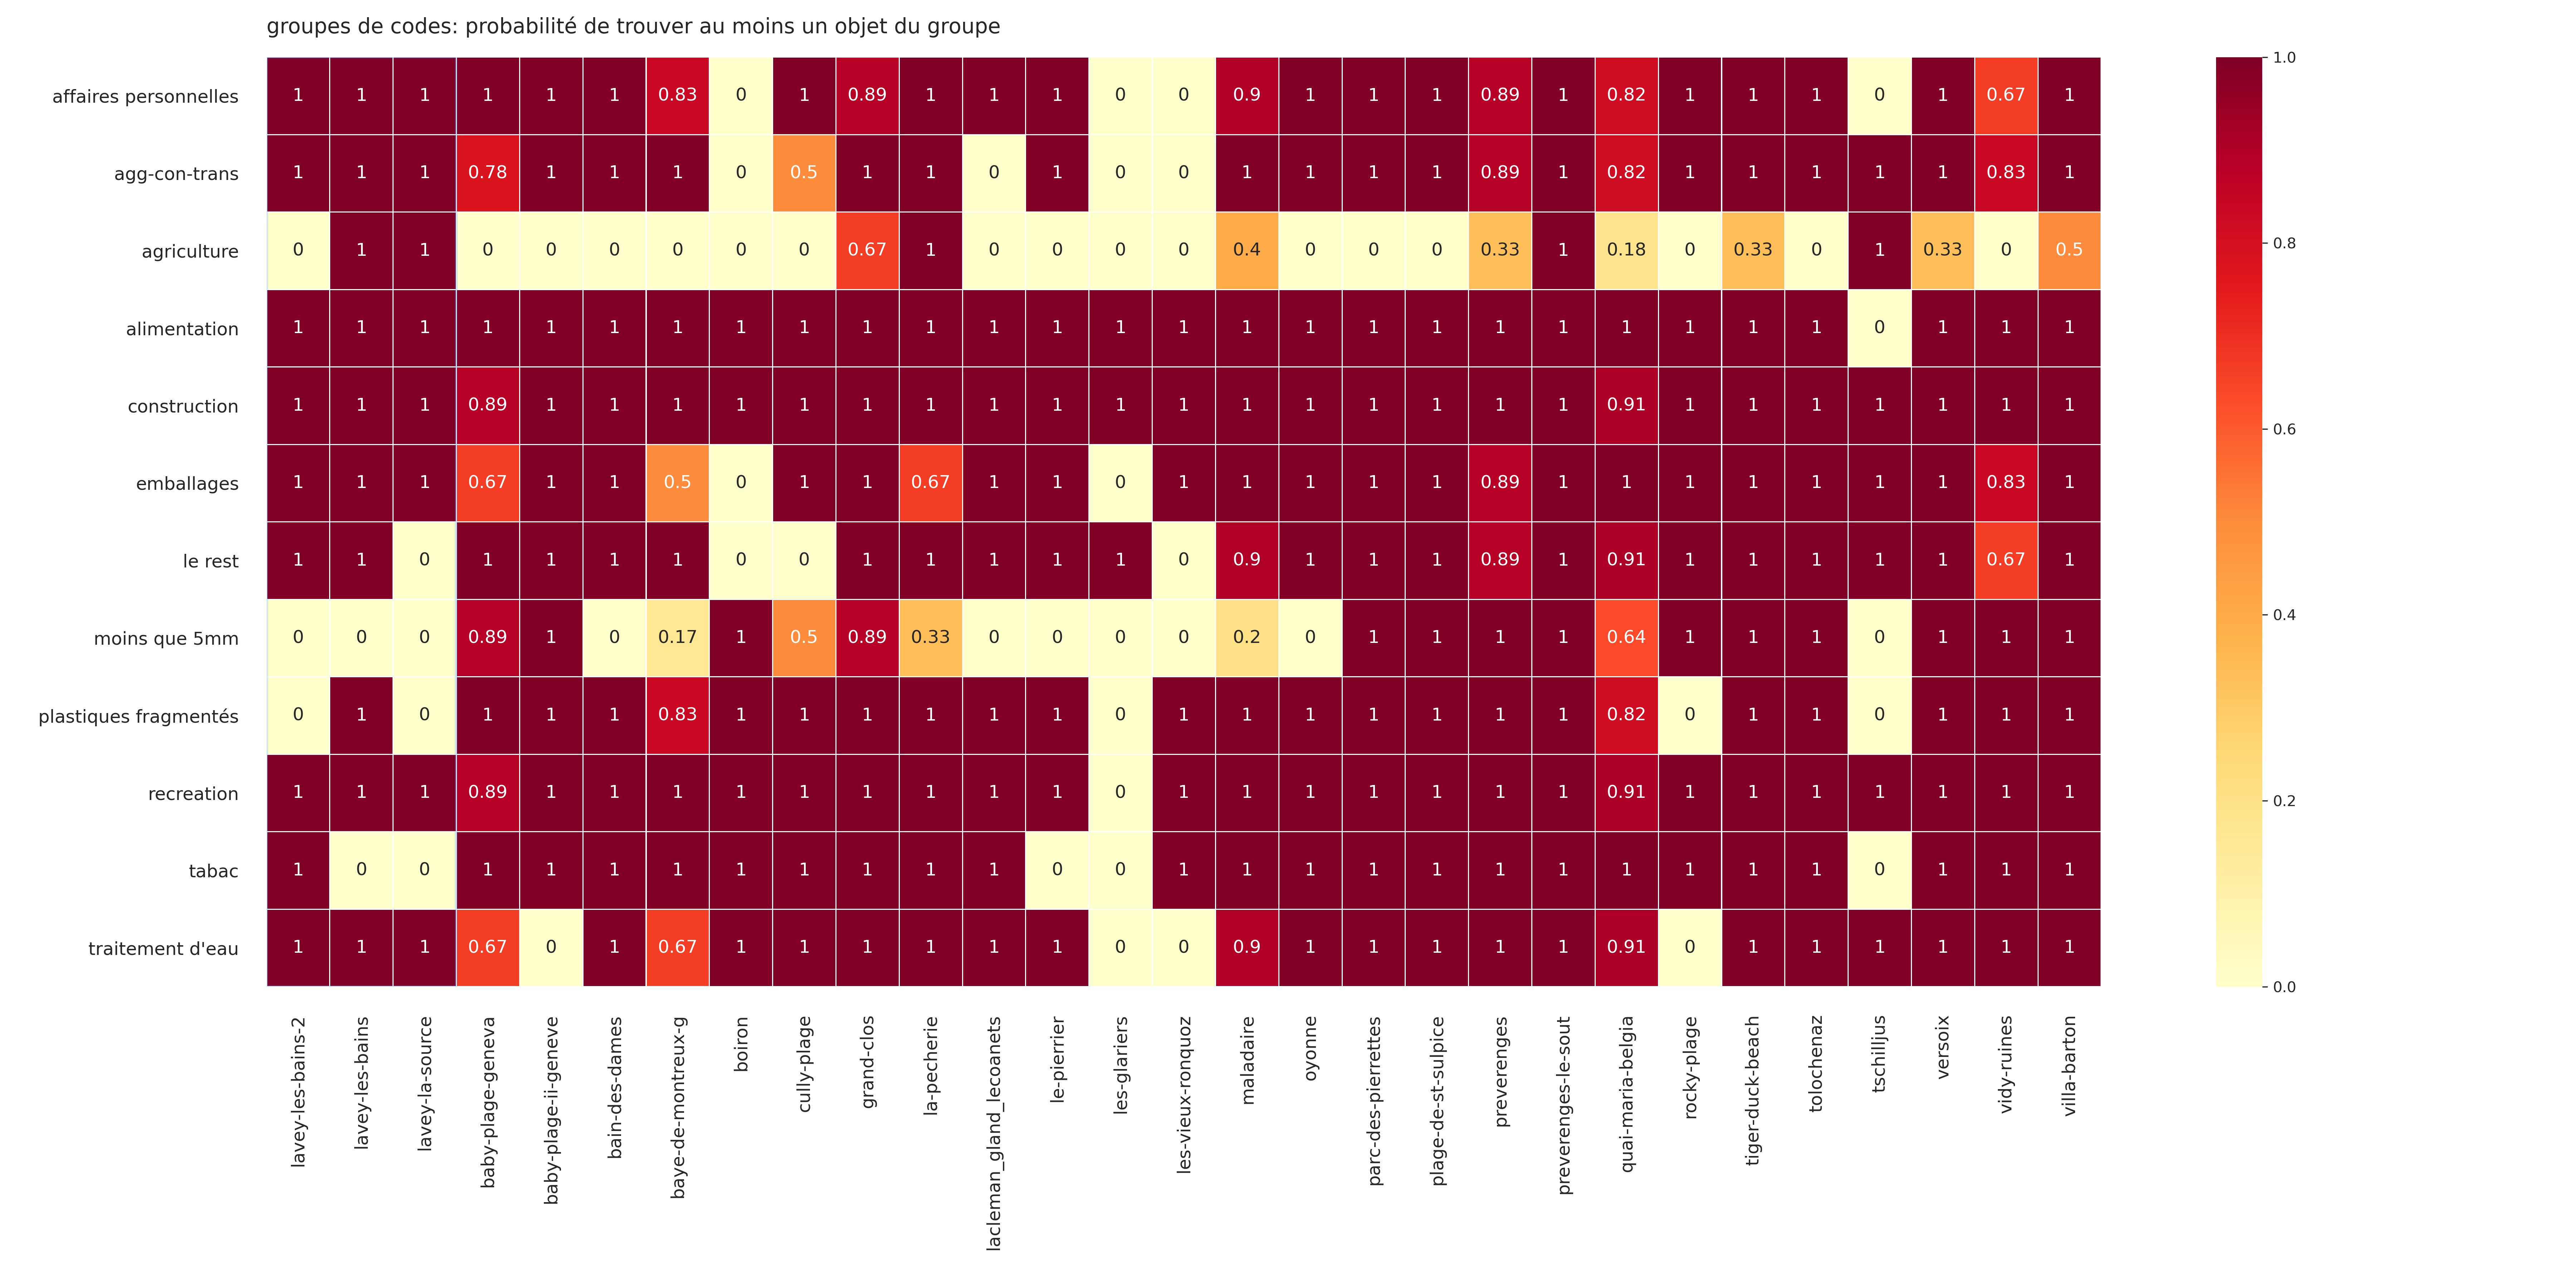 groupes de codes: probabilité de trouver au moins un objet du groupe
1.0
affaires personnelles 1 1 1 1 1 1 0.83 0 1 0.89 1 1 1 0 0 0.9 1 1 1 0.89 1 0.82 1 1 1 0 1 0.67 1
agg-con-trans 1 1 1 0.78 1 1 1 0 0.5 1 1 0 1 0 0 1 1 1 1 0.89 1 0.82 1 1 1 1 1 0.83 1
0.8
agriculture 0 1 1 0 0 0 0 0 0 0.67 1 0 0 0 0 0.4 0 0 0 0.33 1 0.18 0 0.33 0 1 0.33 0 0.5
alimentation 1 1 1 1 1 1 1 1 1 1 1 1 1 1 1 1 1 1 1 1 1 1 1 1 1 0 1 1 1
construction 1 1 1 0.89 1 1 1 1 1 1 1 1 1 1 1 1 1 1 1 1 1 0.91 1 1 1 1 1 1 1
0.6
emballages 1 1 1 0.67 1 1 0.5 0 1 1 0.67 1 1 0 1 1 1 1 1 0.89 1 1 1 1 1 1 1 0.83 1
le rest 1 1 0 1 1 1 1 0 0 1 1 1 1 1 0 0.9 1 1 1 0.89 1 0.91 1 1 1 1 1 0.67 1
0.4
moins que 5mm 0 0 0 0.89 1 0 0.17 1 0.5 0.89 0.33 0 0 0 0 0.2 0 1 1 1 1 0.64 1 1 1 0 1 1 1
plastiques fragmentés 0 1 0 1 1 1 0.83 1 1 1 1 1 1 0 1 1 1 1 1 1 1 0.82 0 1 1 0 1 1 1
recreation 1 1 1 0.89 1 1 1 1 1 1 1 1 1 0 1 1 1 1 1 1 1 0.91 1 1 1 1 1 1 1
0.2
tabac 1 0 0 1 1 1 1 1 1 1 1 1 0 0 1 1 1 1 1 1 1 1 1 1 1 0 1 1 1
traitement d'eau 1 1 1 0.67 0 1 0.67 1 1 1 1 1 1 0 0 0.9 1 1 1 1 1 0.91 0 1 1 1 1 1 1
0.0
lavey-les-bains-2
lavey-les-bains
lavey-la-source
baby-plage-geneva
baby-plage-ii-geneve
bain-des-dames
baye-de-montreux-g
boiron
cully-plage
grand-clos
la-pecherie
lacleman_gland_lecoanets
le-pierrier
les-glariers
les-vieux-ronquoz
maladaire
oyonne
parc-des-pierrettes
plage-de-st-sulpice
preverenges
preverenges-le-sout
quai-maria-belgia
rocky-plage
tiger-duck-beach
tolochenaz
tschilljus
versoix
vidy-ruines
villa-barton